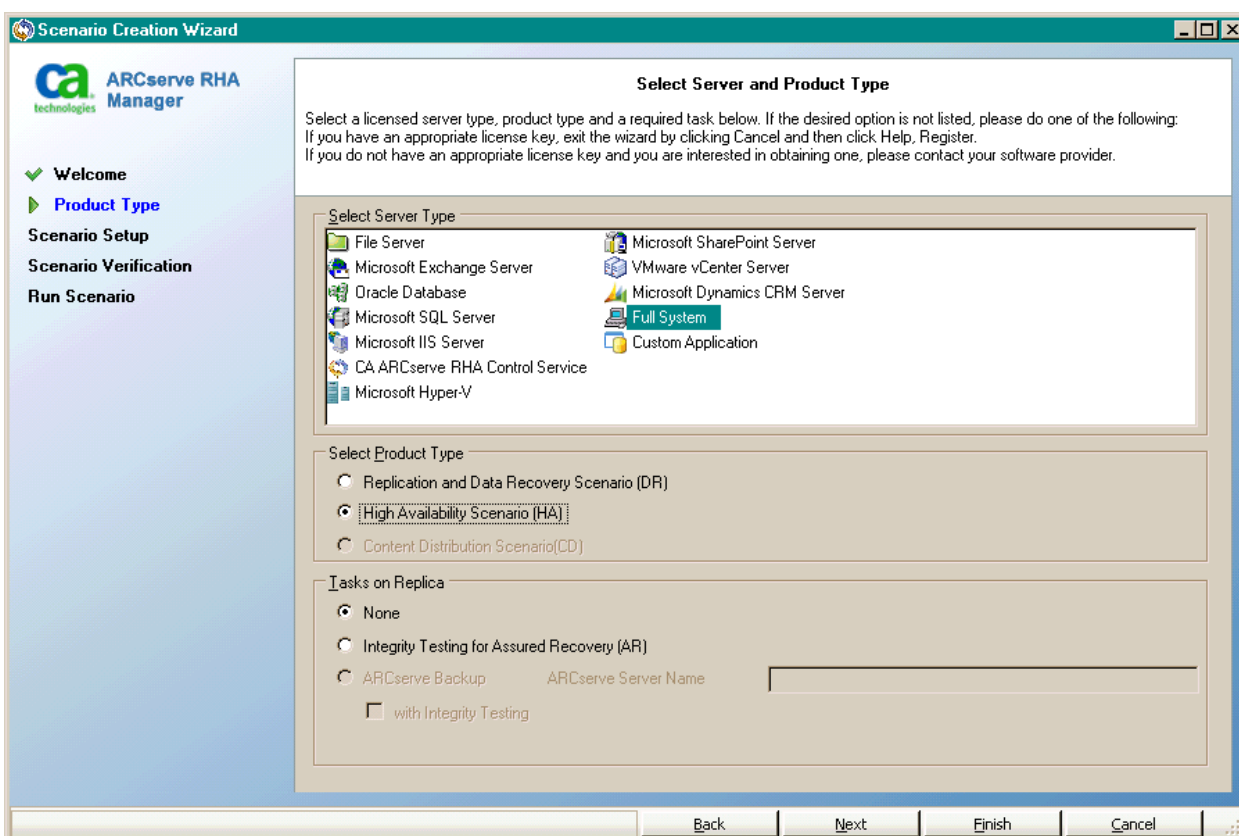 Scenario Creation Wizard
ca technologies
ARCserve RHA
Manager
Welcome
Product Type
Scenario Setup
Scenario Verification
Run Scenario
Select Server and Product Type
Select a licensed server type, product type and a required task below. If the desired option is not listed, please do one of the following:
If you have an appropriate license key, exit the wizard by clicking Cancel and then click Help, Register.
If you do not have an appropriate license key and you are interested in obtaining one, please contact your software provider.
Select Server Type
File Server
Microsoft Exchange Server
Oracle Database
Microsoft SQL Server
Microsoft IIS Server
CA ARCserve RHA Control Service
Microsoft Hyper-V
Microsoft SharePoint Server
VMware vCenter Server
Microsoft Dynamics CRM Server
Full System
Custom Application
Select Product Type
Replication and Data Recovery Scenario (DR)
High Availability Scenario (HA)
Content Distribution Scenario(CD)
Tasks on Replica
None
Integrity Testing for Assured Recovery (AR)
ARCserve Backup ARCserve Server Name
with Integrity Testing
Back Next Finish Cancel